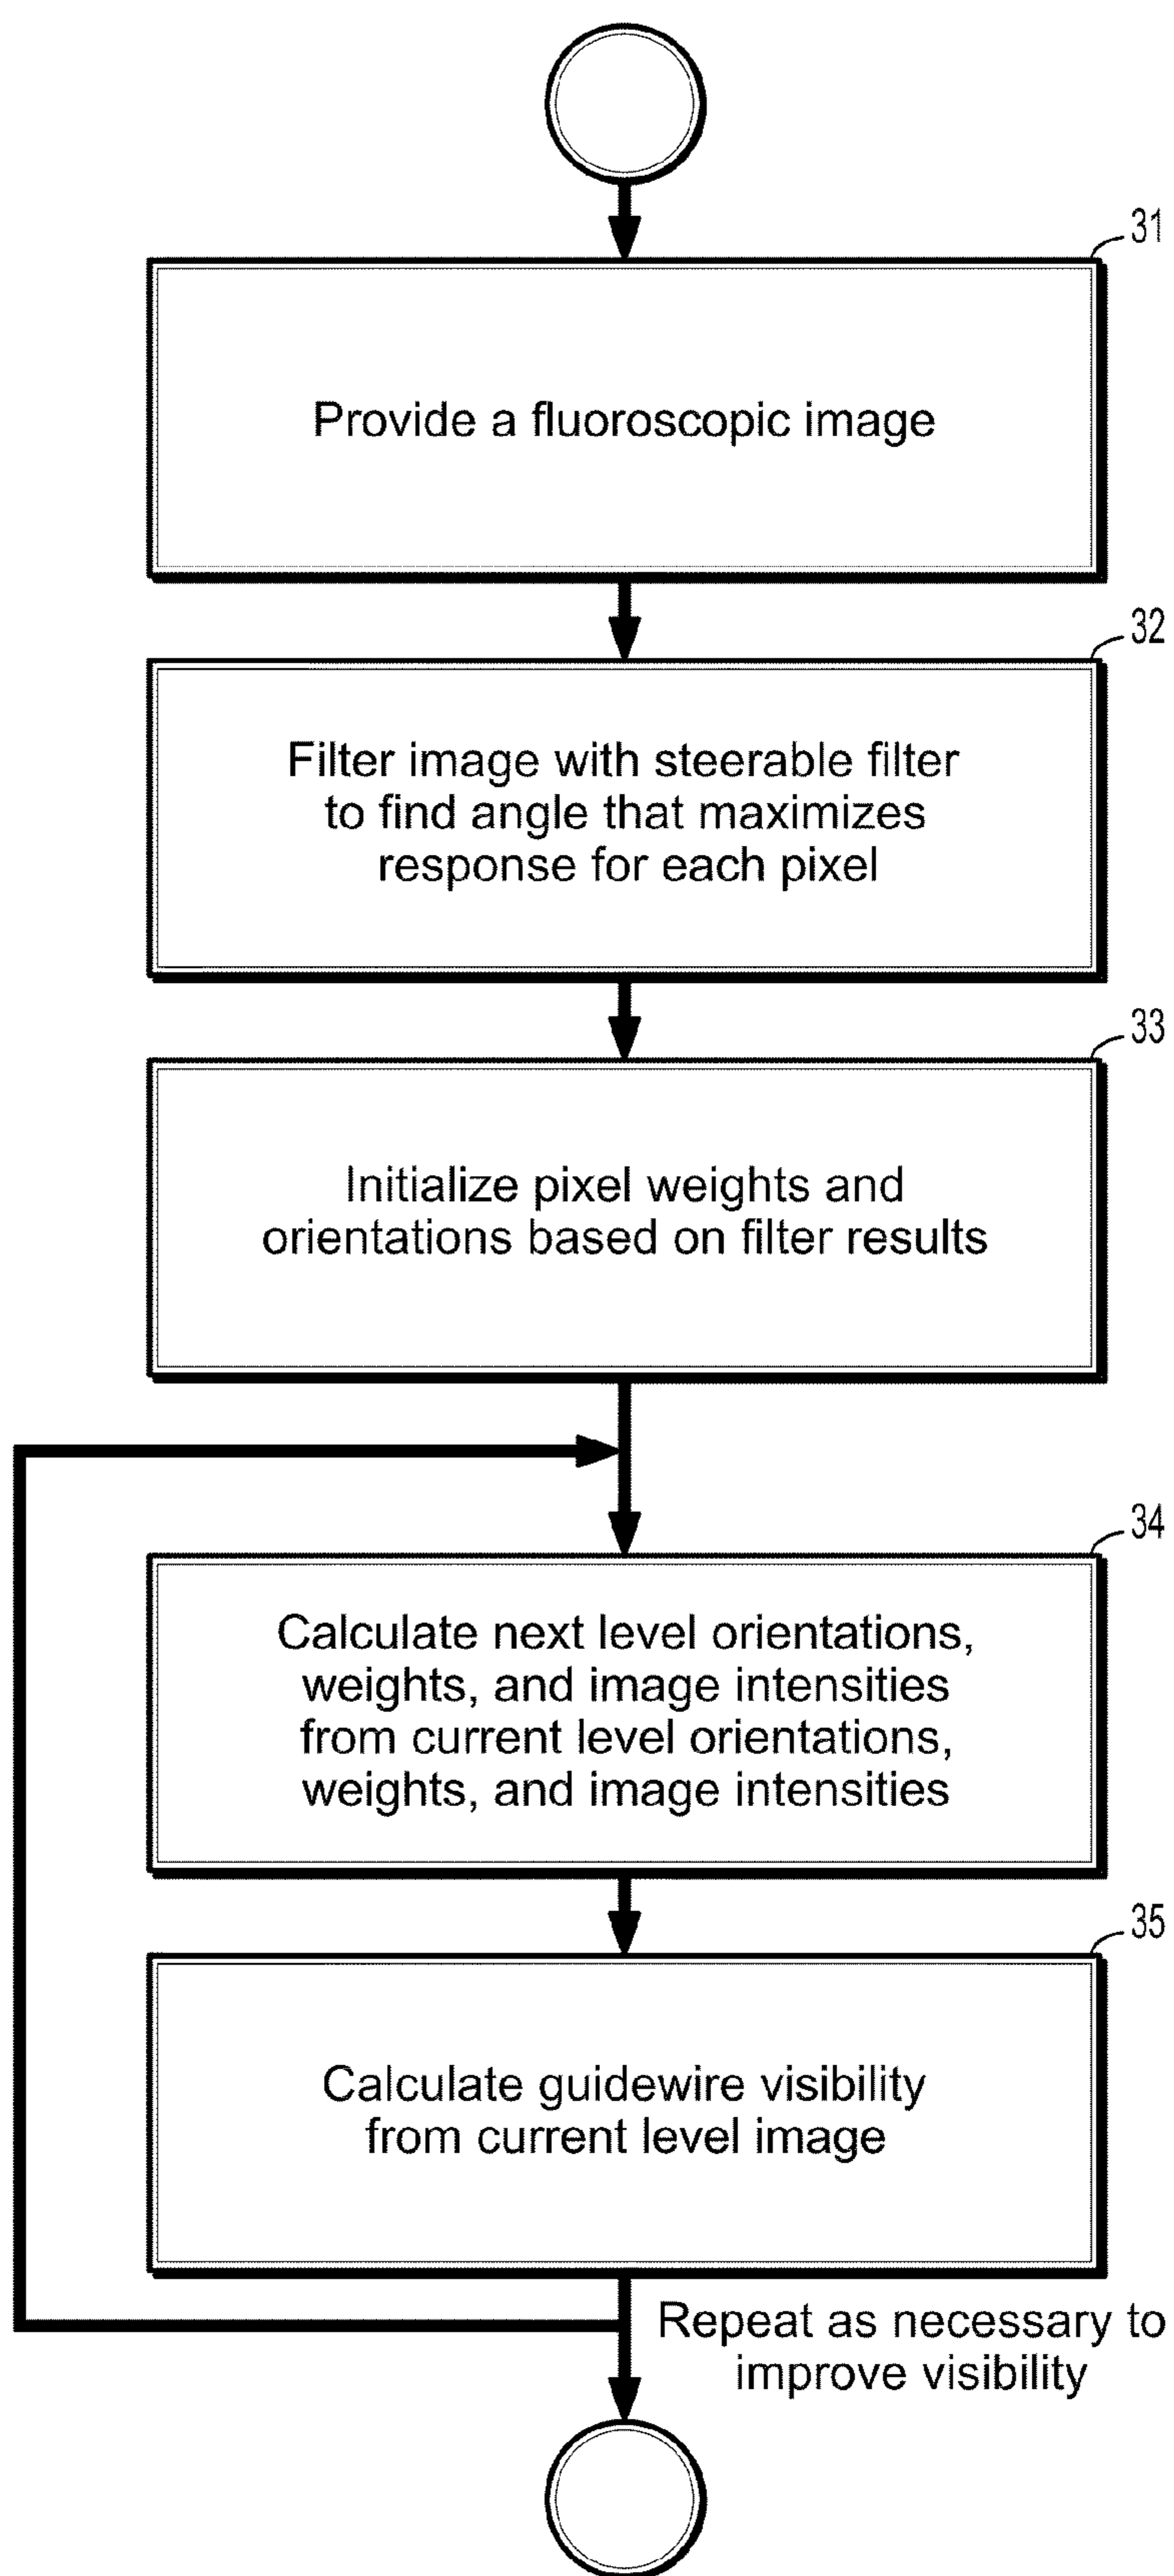 31
Provide a fluoroscopic image
32
Filter image with steerable filter
to find angle that maximizes
response for each pixel
33
Initialize pixel weights and
orientations based on filter results
34
Calculate next level orientations,
weights, and image intensities
from current level orientations,
weights, and image intensities
35
Calculate guidewire visibility
from current level image
Repeat as necessary to
improve visibility